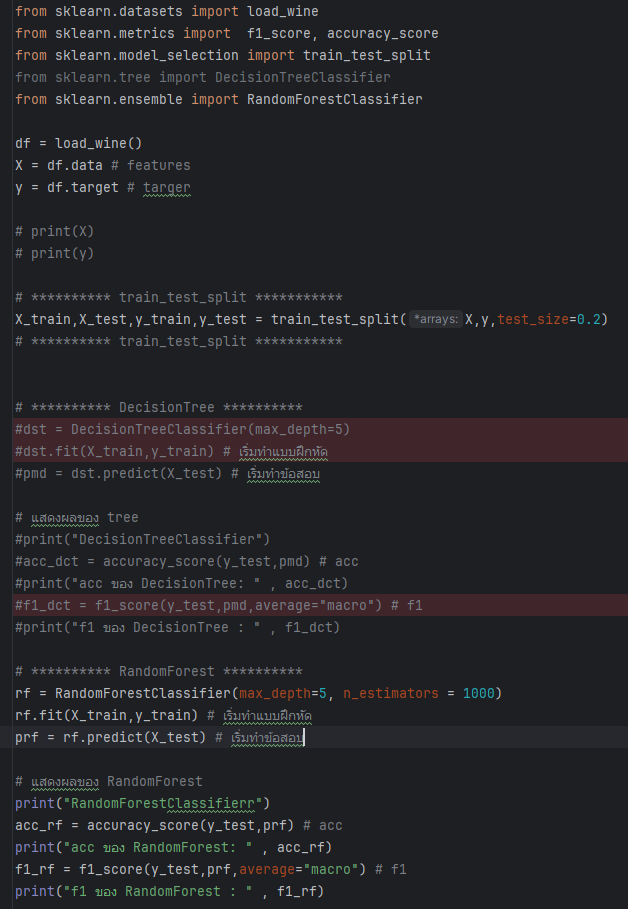 from sklearn.datasets import load_wine
from sklearn.metrics import  f1_score, accuracy_score
from sklearn.model_selection import train_test_split
from sklearn.tree import DecisionTreeClassifier
from sklearn.ensemble import RandomForestClassifier
df = load_wine()
X = df.data # features
y = df.target # targer
# print(X)
# print(y)
# ********** train_test_split ***********
X_train,X_test,y_train,y_test = train_test_split( *arrays: X,y,test_size=0.2)
# ********** train_test_split ***********
# ********** DecisionTree **********
#dst = DecisionTreeClassifier(max_depth=5)
#dst.fit(X_train,y_train) # เริ่มทำแบบฝึกหัด
#pmd = dst.predict(X_test) # เริ่มทำข้อสอบ
# แสดงผลของ tree
#print("DecisionTreeClassifier")
#acc_dct = accuracy_score(y_test,pmd) # acc
#print("acc ของ DecisionTree: " , acc_dct)
#f1_dct = f1_score(y_test,pmd,average="macro") # f1
#print("f1 ของ DecisionTree : " , f1_dct)
# ********** RandomForest **********
rf = RandomForestClassifier(max_depth=5, n_estimators = 1000)
rf.fit(X_train,y_train) # เริ่มทำแบบฝึกหัด
prf = rf.predict(X_test) # เริ่มทำข้อสอบ
# แสดงผลของ RandomForest
print("RandomForestClassifierr")
acc_rf = accuracy_score(y_test,prf) # acc
print("acc ของ RandomForest: " , acc_rf)
f1_rf = f1_score(y_test,prf,average="macro") # f1
print("f1 ของ RandomForest : " , f1_rf)